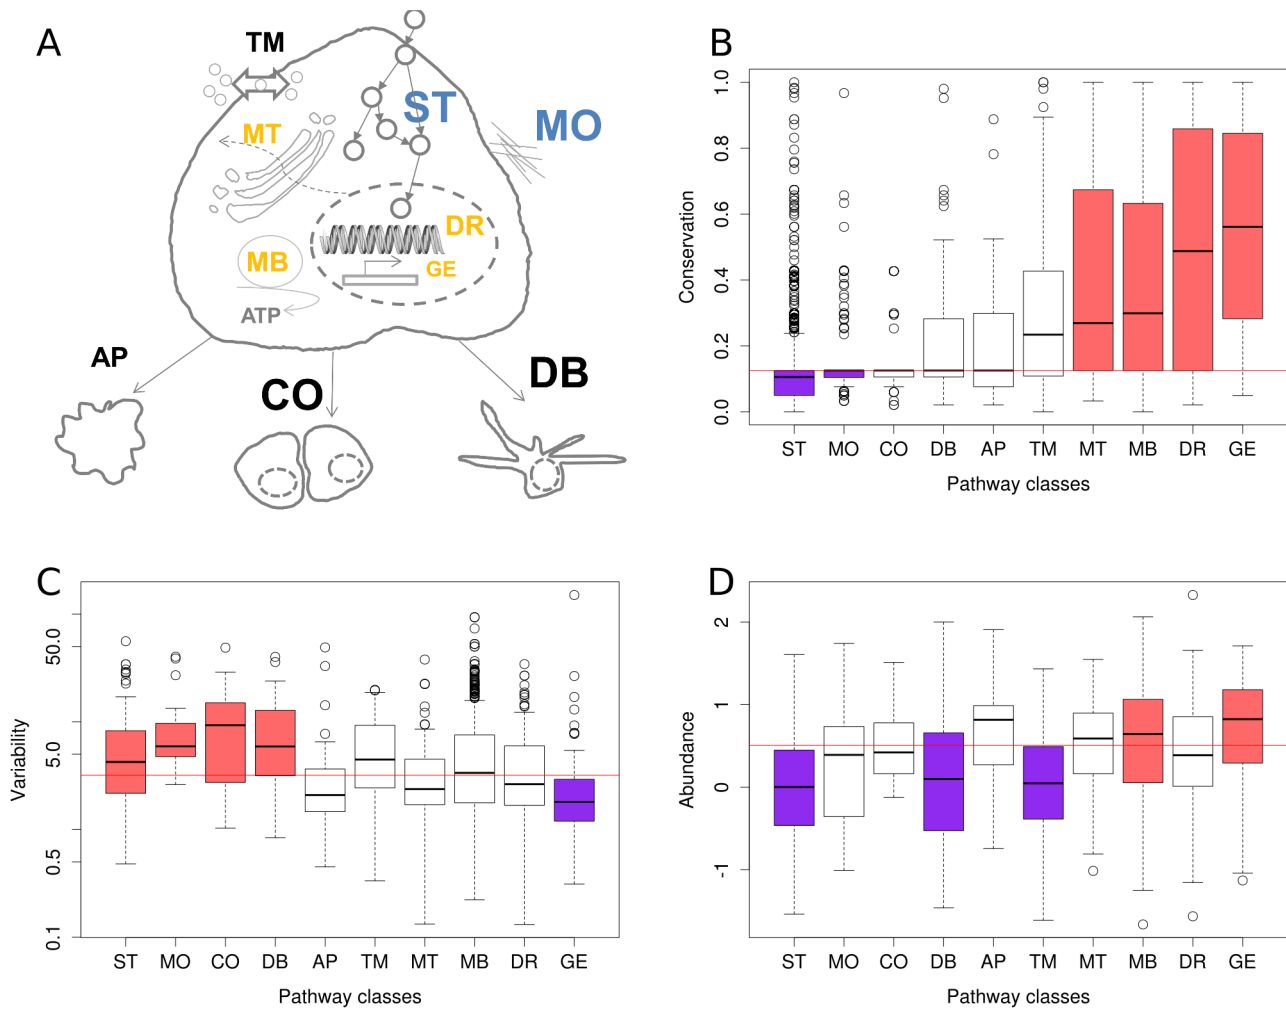 A
TM
ST
MO
MT
DR
GE
MB
ATP
AP
CO
DB
B
Conservation
1.0
0.8
0.6
0.4
0.2
0.0
ST MO CO DB AP TM MT MB DR GE
Pathway classes
C
Variability
50.0
5.0
0.5
0.1
ST MO CO DB AP TM MT MB DR GE
Pathway classes
D
Abundance
2
1
0
-1
ST MO CO DB AP TM MT MB DR GE
Pathway classes